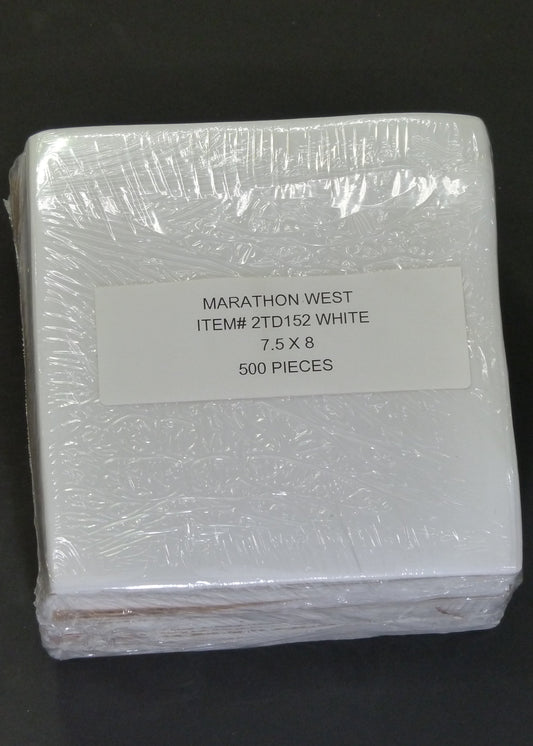 MARATHON WEST
ITEM# 2TD152 WHITE
7.5 X 8
500 PIECES